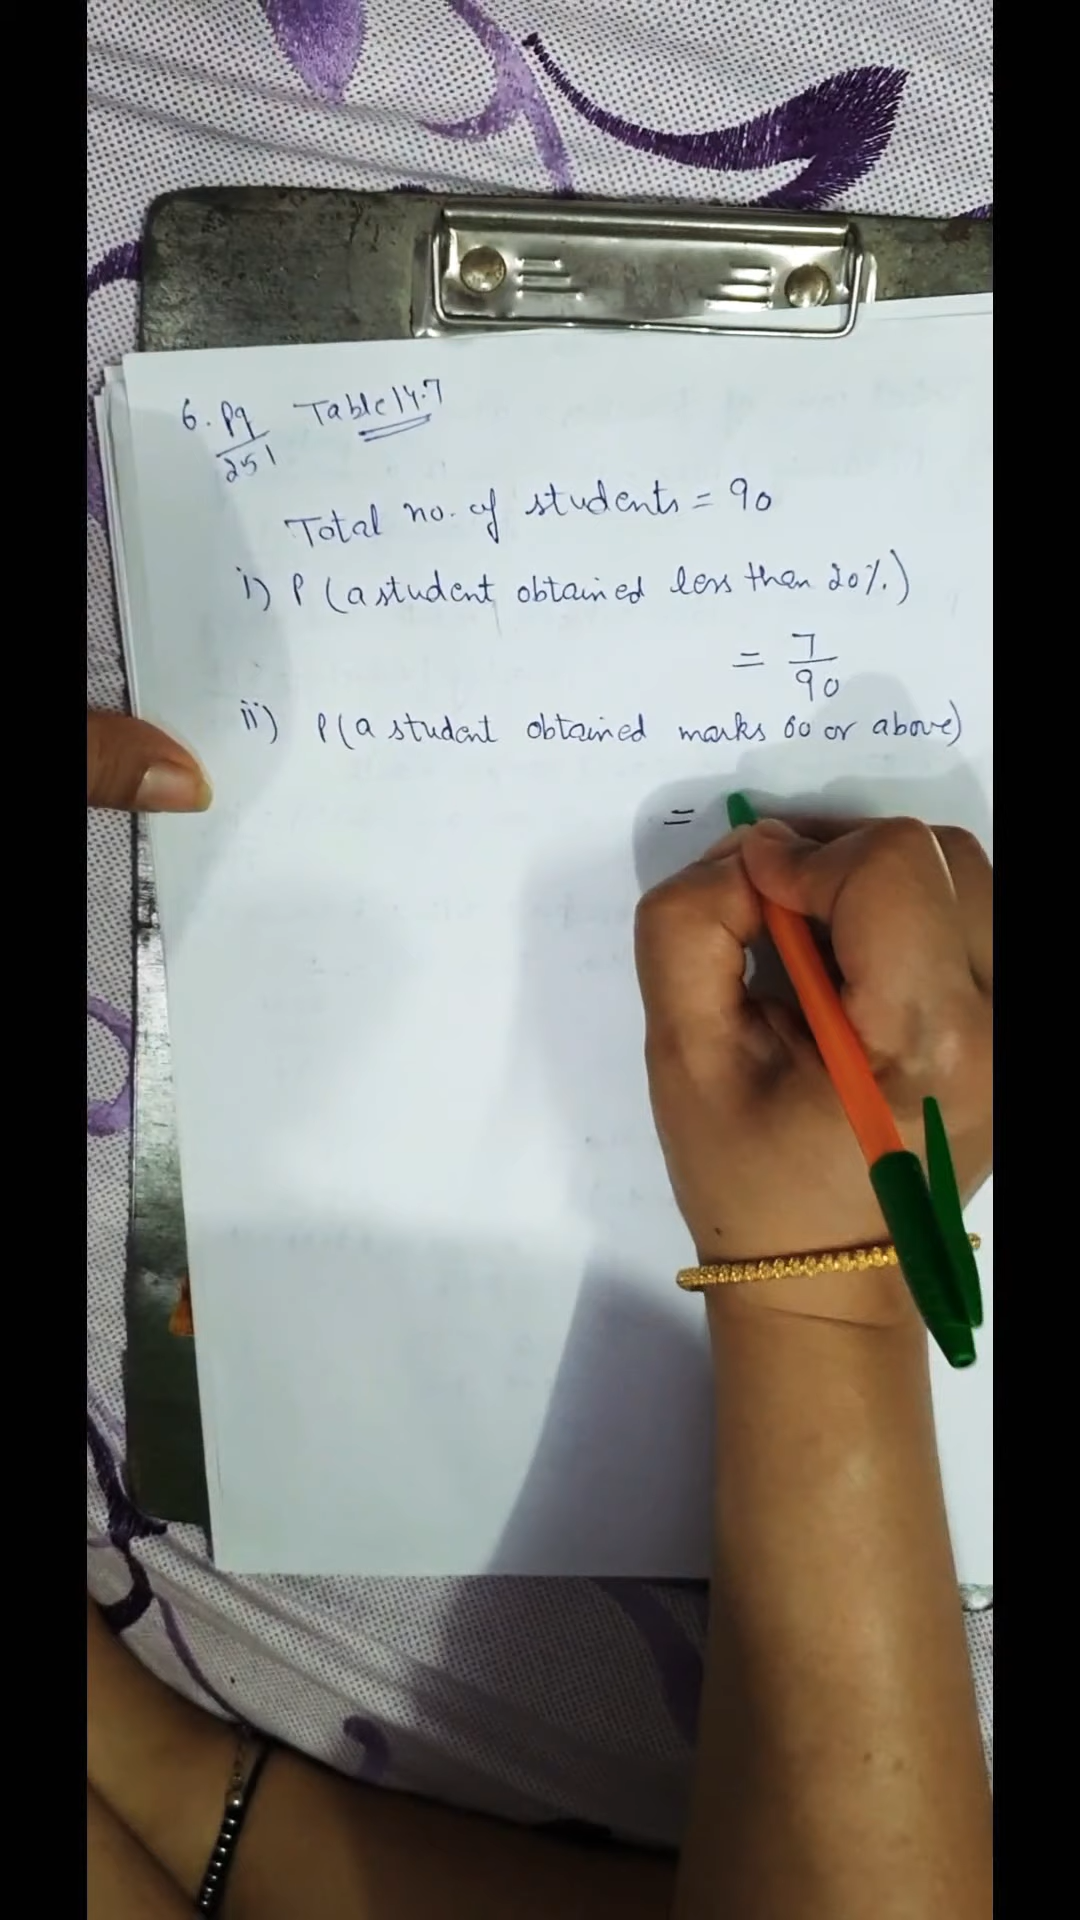 6. Pg Table 14.7
251
Total no. of students = 90
i) P (a student obtained less than 20%.)
= 7
90
ii) P(a student obtained marks 60 or above)
=